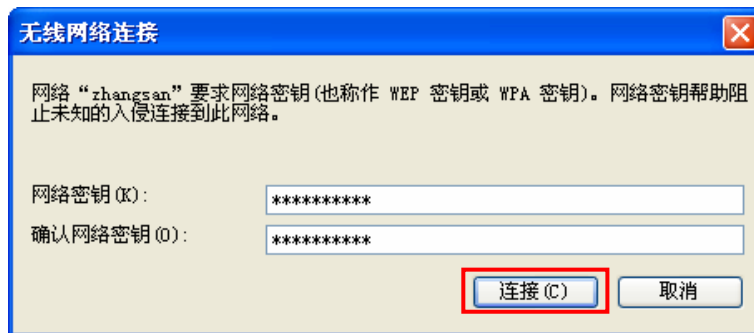 无线网络连接
网络“zhangsan”要求网络密钥(也称作 WEP 密钥或 WPA 密钥)。网络密钥帮助阻
止未知的入侵连接到此网络。
网络密钥(K): **********
确认网络密钥(O): **********
连接(C) 取消